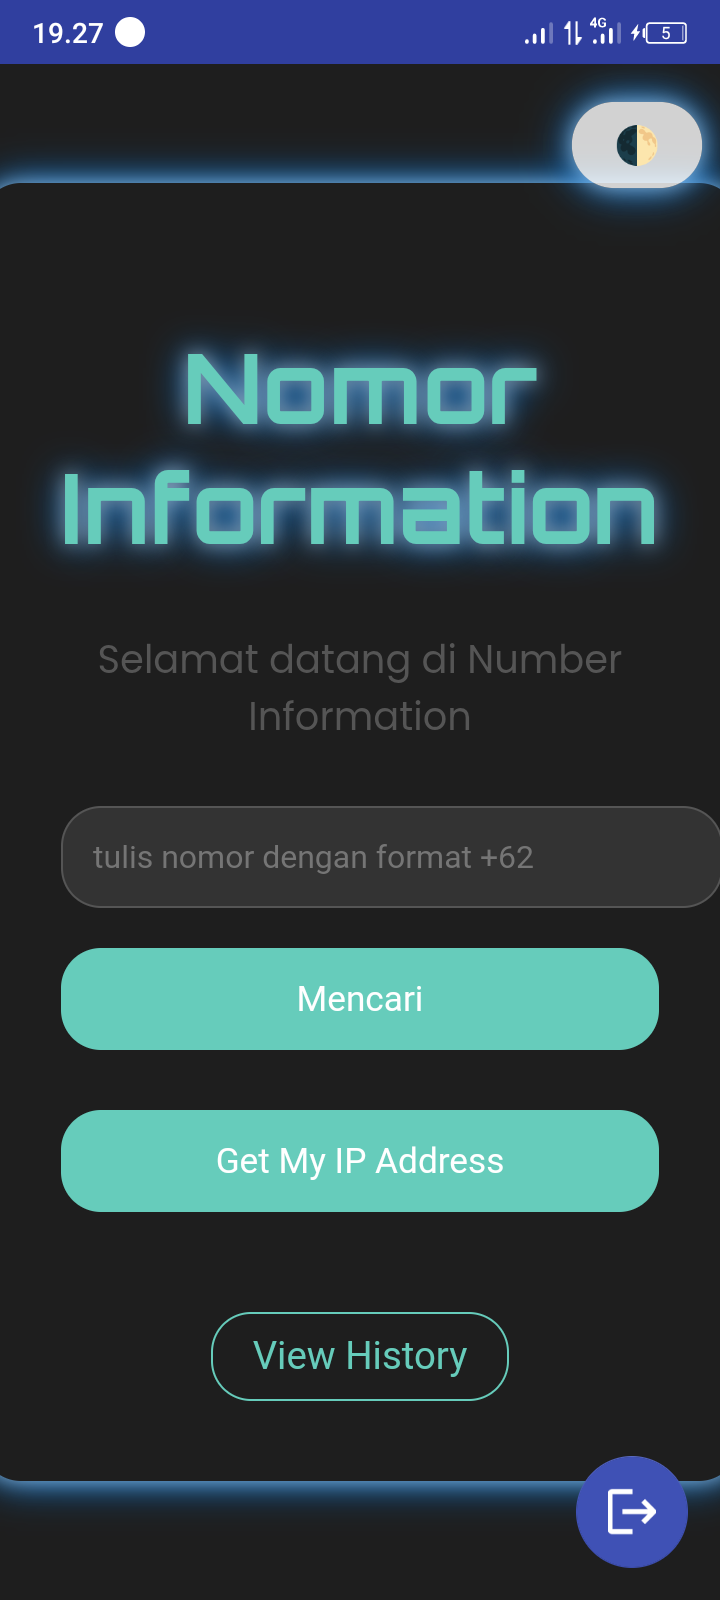 19.27
4G
5
Nomor
Information
Selamat datang di Number
Information
tulis nomor dengan format +62
Mencari
Get My IP Address
View History